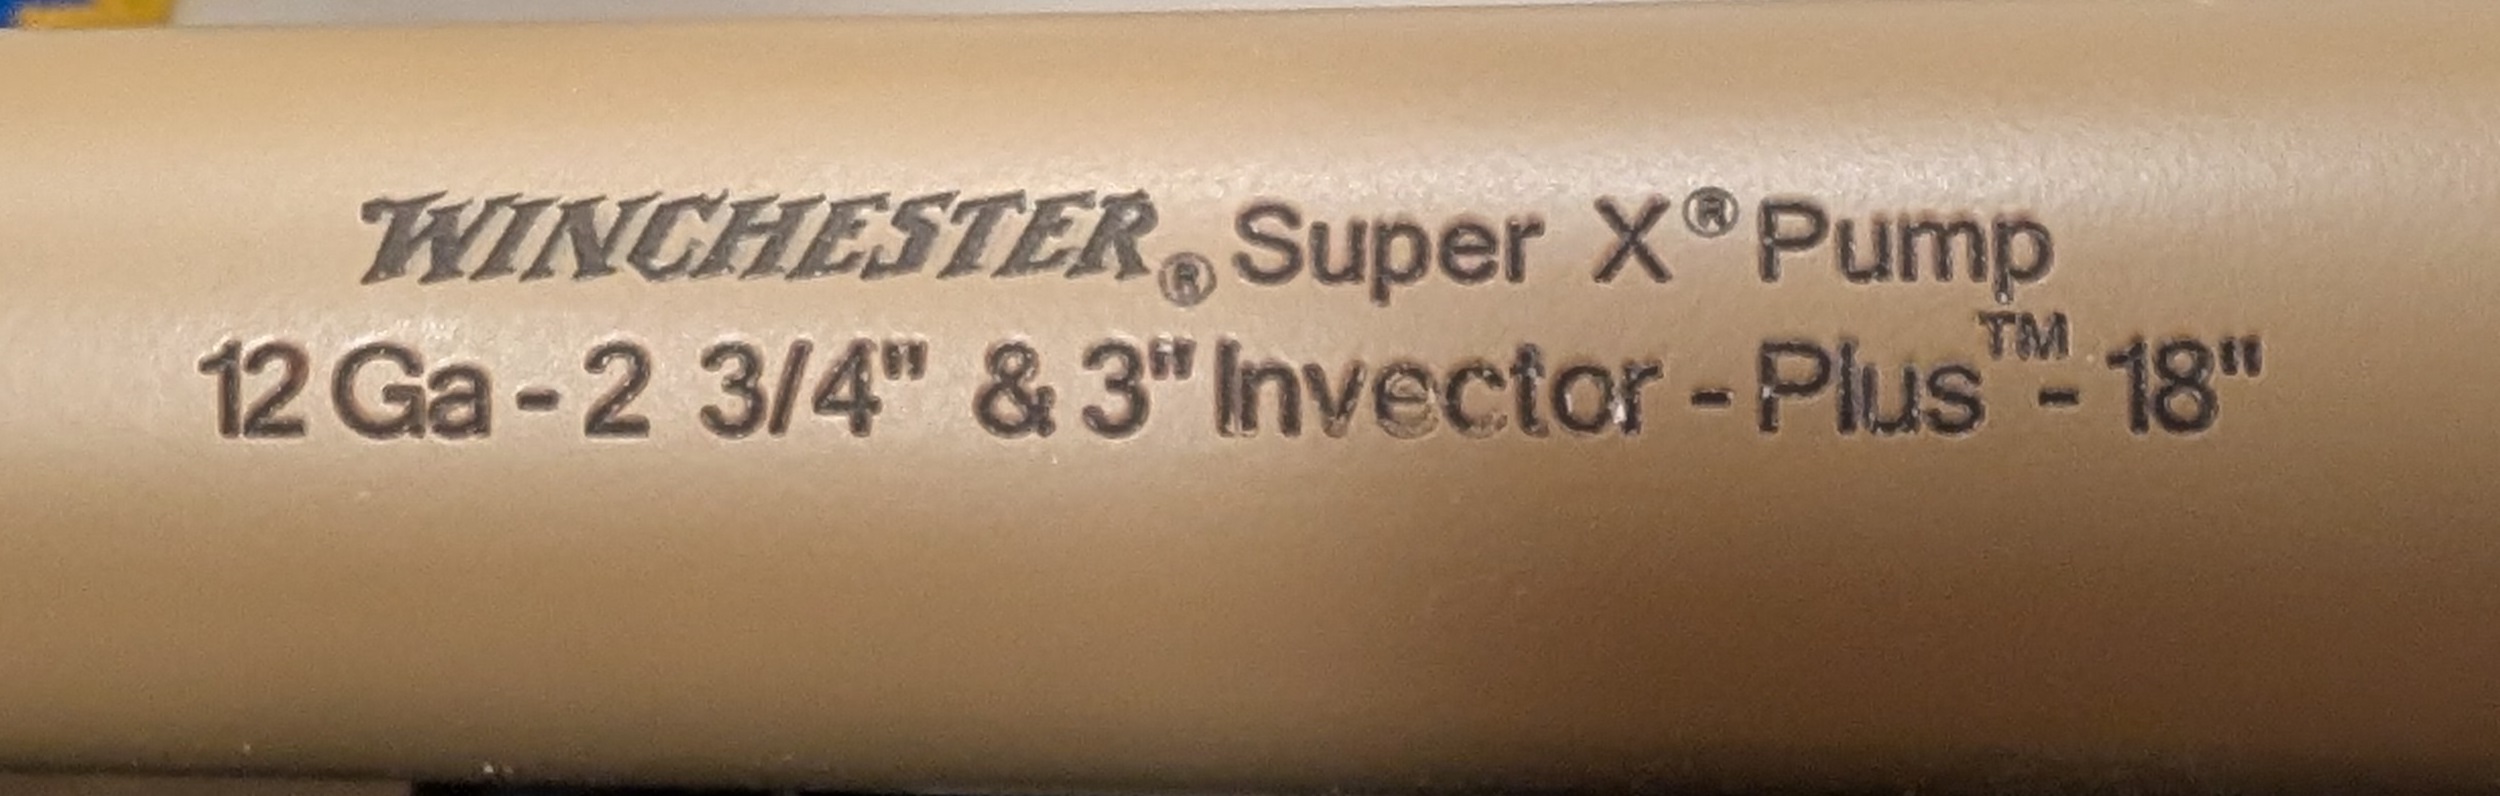 WINCHESTER® Super X® Pump
12 Ga - 2 3/4" & 3" Invector - Plus™ - 18"